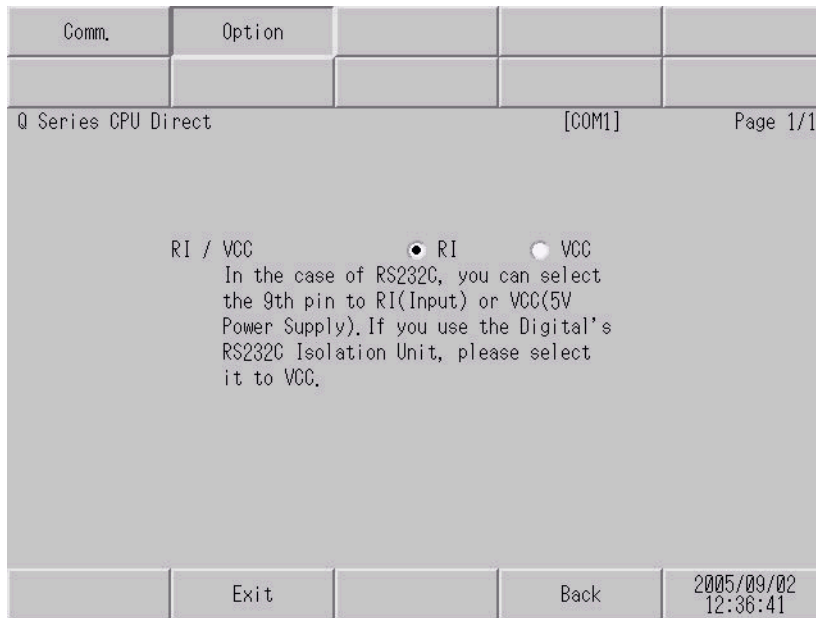 Comm. Option
Q Series CPU Direct [COM1] Page 1/1
RI / VCC RI VCC
In the case of RS232C, you can select
the 9th pin to RI(Input) or VCC(5V
Power Supply).If you use the Digital's
RS232C Isolation Unit, please select
it to VCC.
Exit Back 2005/09/02
12:36:41